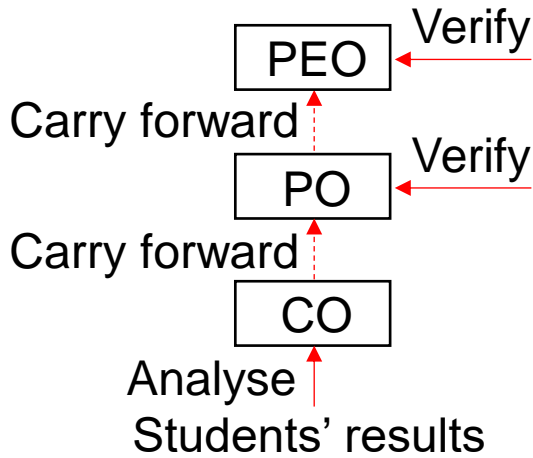 Verify
PEO
Carry forward
Verify
PO
Carry forward
CO
Analyse
Students’ results